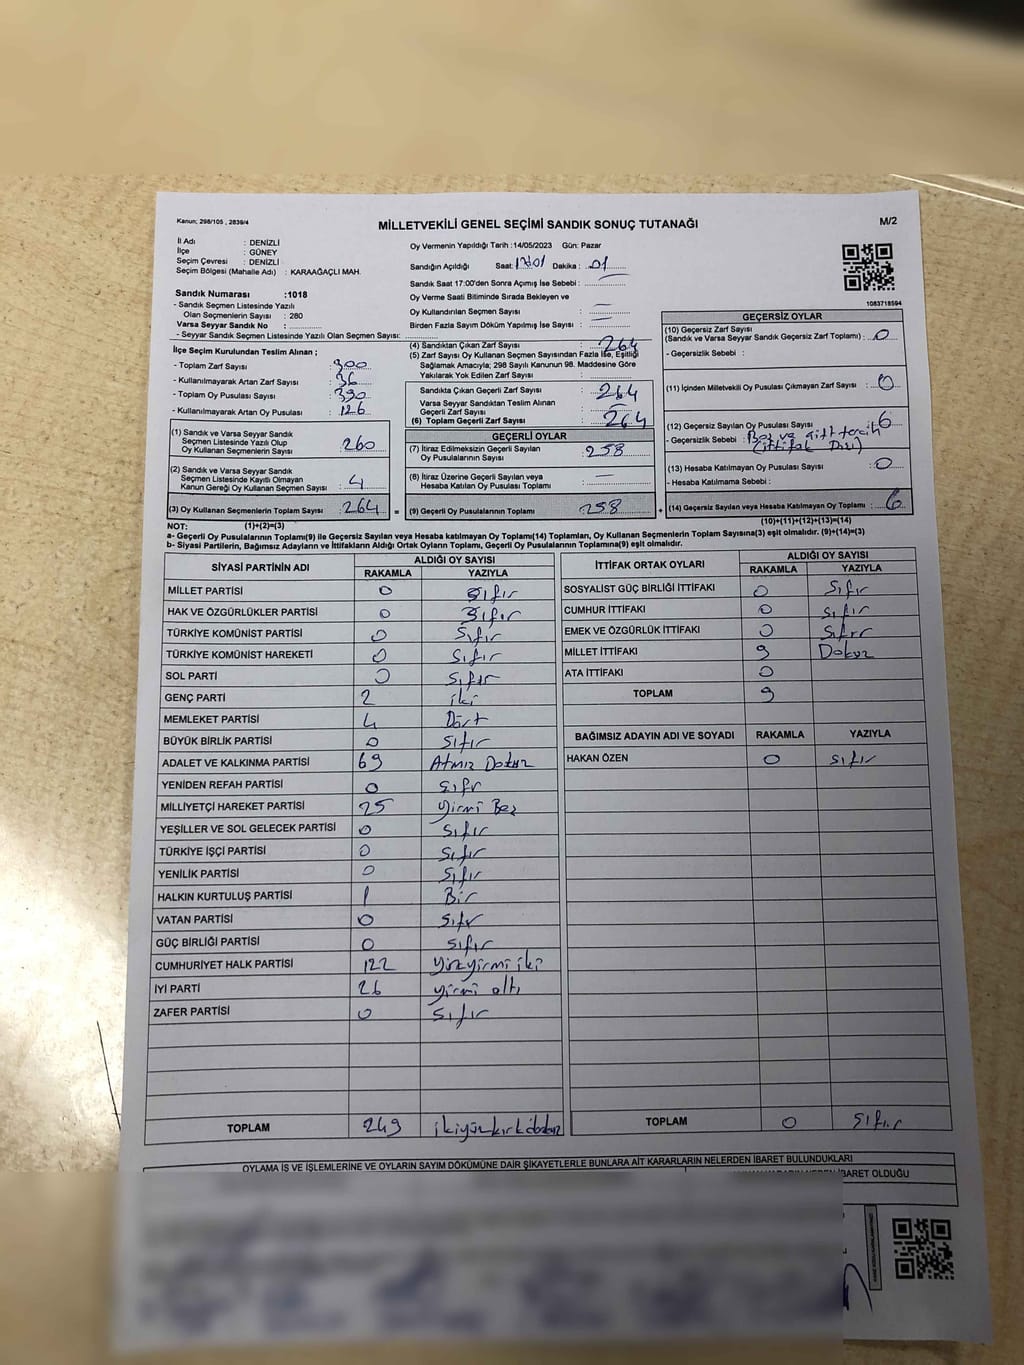 Kanun; 298/105 , 2839/4
MİLLETVEKİLİ GENEL SEÇİMİ SANDIK SONUÇ TUTANAĞI
M/2
İl Adı : DENİZLİ
İlçe : GÜNEY
Seçim Çevresi : DENİZLİ
Seçim Bölgesi (Mahalle Adı) : KARAAĞAÇLI MAH.
Sandık Numarası :1018
- Sandık Seçmen Listesinde Yazılı
Olan Seçmenlerin Sayısı : 280
Varsa Seyyar Sandık No :
- Seyyar Sandık Listesinde Yazılı Olan Seçmen Sayısı:
Oy Vermenin Yapıldığı Tarih :14/05/2023 Gün: Pazar
Sandığın Açıldığı Saat: Dakika : 01
Sandık Saat 17:00'den Sonra Açımış İse Sebebi :
Oy Verme Saati Bitiminde Sırada Bekleyen ve
Oy Kullandırılan Seçmen Sayısı : —
Birden Fazla Sayım Döküm Yapılmış İse Sayısı : —
1083718594
İlçe Seçim Kurulundan Teslim Alınan ;
- Toplam Zarf Sayısı : 300
- Kullanılmayarak Artan Zarf Sayısı : 36
- Toplam Oy Pusulası Sayısı : 390
- Kullanılmayarak Artan Oy Pusulası : 126
(4) Sandıktan Çıkan Zarf Sayısı : 264
(5) Zarf Sayısı Oy Kullanan Seçmen Sayısından Fazla İse, Eşitliği
Sağlamak Amacıyla; 298 Sayılı Kanunun 98. Maddesine Göre
Yakılarak Yok Edilen Zarf Sayısı :
Sandıkta Çıkan Geçerli Zarf Sayısı : 264
Varsa Seyyar Sandıktan Teslim Alınan
Geçerli Zarf Sayısı : —
(6) Toplam Geçerli Zarf Sayısı : 264
GEÇERSİZ OYLAR
(10) Geçersiz Zarf Sayısı
(Sandık ve Varsa Seyyar Sandık Geçersiz Zarf Toplamı) : 0
- Geçersizlik Sebebi :
(11) İçinden Milletvekili Oy Pusulası Çıkmayan Zarf Sayısı : 0
(12) Geçersiz Sayılan Oy Pusulası Sayısı : 6
- Geçersizlik Sebebi : Boş ve çift tercih
(ittifak Dışı)
(13) Hesaba Katılmayan Oy Pusulası Sayısı : 0
- Hesaba Katılmama Sebebi :
(14) Geçersiz Sayılan veya Hesaba Katılmayan Oy Toplamı : 6
(10)+(11)+(12)+(13)=(14)
(1) Sandık ve Varsa Seyyar Sandık
Seçmen Listesinde Yazılı Olup
Oy Kullanan Seçmenlerin Sayısı : 260
(2) Sandık ve Varsa Seyyar Sandık
Seçmen Listesinde Kayıtlı Olmayan
Kanun Gereği Oy Kullanan Seçmen Sayısı : 4
(3) Oy Kullanan Seçmenlerin Toplam Sayısı : 264 =
GEÇERLİ OYLAR
(7) İtiraz Edilmeksizin Geçerli Sayılan
Oy Pusulalarının Sayısı : 258
(8) İtiraz Üzerine Geçerli Sayılan veya
Hesaba Katılan Oy Pusulası Toplamı : —
(9) Geçerli Oy Pusulalarının Toplamı : 258 +
NOT: (1)+(2)=(3)
a- Geçerli Oy Pusulalarının Toplamı(9) ile Geçersiz Sayılan veya Hesaba katılmayan Oy Toplamı(14) Toplamları, Oy Kullanan Seçmenlerin Toplam Sayısına(3) eşit olmalıdır. (9)+(14)=(3)
b- Siyasi Partilerin, Bağımsız Adayların ve İttifakların Aldığı Ortak Oyların Toplamı, Geçerli Oy Pusulalarının Toplamına(9) eşit olmalıdır.
SİYASİ PARTİNİN ADI ALDIĞI OY SAYISI
RAKAMLA YAZIYLA
MİLLET PARTİSİ 0 Sıfır
HAK VE ÖZGÜRLÜKLER PARTİSİ 0 Sıfır
TÜRKİYE KOMÜNİST PARTİSİ 0 Sıfır
TÜRKİYE KOMÜNİST HAREKETİ 0 Sıfır
SOL PARTİ 0 Sıfır
GENÇ PARTİ 2 iki
MEMLEKET PARTİSİ 4 Dört
BÜYÜK BİRLİK PARTİSİ 0 Sıfır
ADALET VE KALKINMA PARTİSİ 69 Atmız Dokuz
YENİDEN REFAH PARTİSİ 0 Sıfr
MİLLİYETÇİ HAREKET PARTİSİ 25 Yirmi Beş
YEŞİLLER VE SOL GELECEK PARTİSİ 0 Sıfır
TÜRKİYE İŞÇİ PARTİSİ 0 Sıfır
YENİLİK PARTİSİ 0 Sıfır
HALKIN KURTULUŞ PARTİSİ 1 Bir
VATAN PARTİSİ 0 Sıfır
GÜÇ BİRLİĞİ PARTİSİ 0 Sıfır
CUMHURİYET HALK PARTİSİ 122 Yüzyirmi iki
İYİ PARTİ 26 yirmi altı
ZAFER PARTİSİ 0 Sıfır
TOPLAM 249 ikiyüzkırkdokuz
İTTİFAK ORTAK OYLARI ALDIĞI OY SAYISI
RAKAMLA YAZIYLA
SOSYALİST GÜÇ BİRLİĞİ İTTİFAKI 0 Sıfır
CUMHUR İTTİFAKI 0 Sıfır
EMEK VE ÖZGÜRLÜK İTTİFAKI 0 Sıfır
MİLLET İTTİFAKI 9 Dokuz
ATA İTTİFAKI 0
TOPLAM 9
BAĞIMSIZ ADAYIN ADI VE SOYADI RAKAMLA YAZIYLA
HAKAN ÖZEN 0 Sıfır
TOPLAM 0 Sıfır
OYLAMA İŞ VE İŞLEMLERİNE VE OYLARIN SAYIM DÖKÜMÜNE DAİR ŞİKAYETLERLE BUNLARA AİT KARARLARIN NELERDEN İBARET BULUNDUKLARI
İBARET OLDUĞU